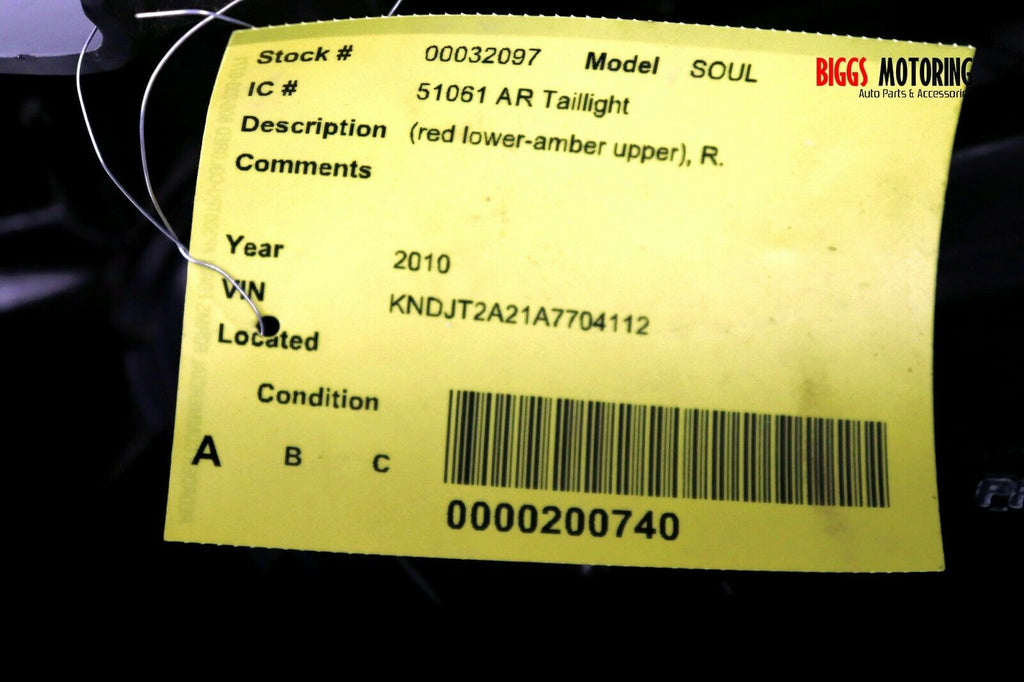 Stock # 00032097 Model SOUL
IC # 51061 AR Taillight
Description (red lower-amber upper), R.
Comments
Year 2010
VIN KNDJT2A21A7704112
Located
Condition
A B C
0000200740
BIGGS MOTORING
Auto Parts & Accessorie